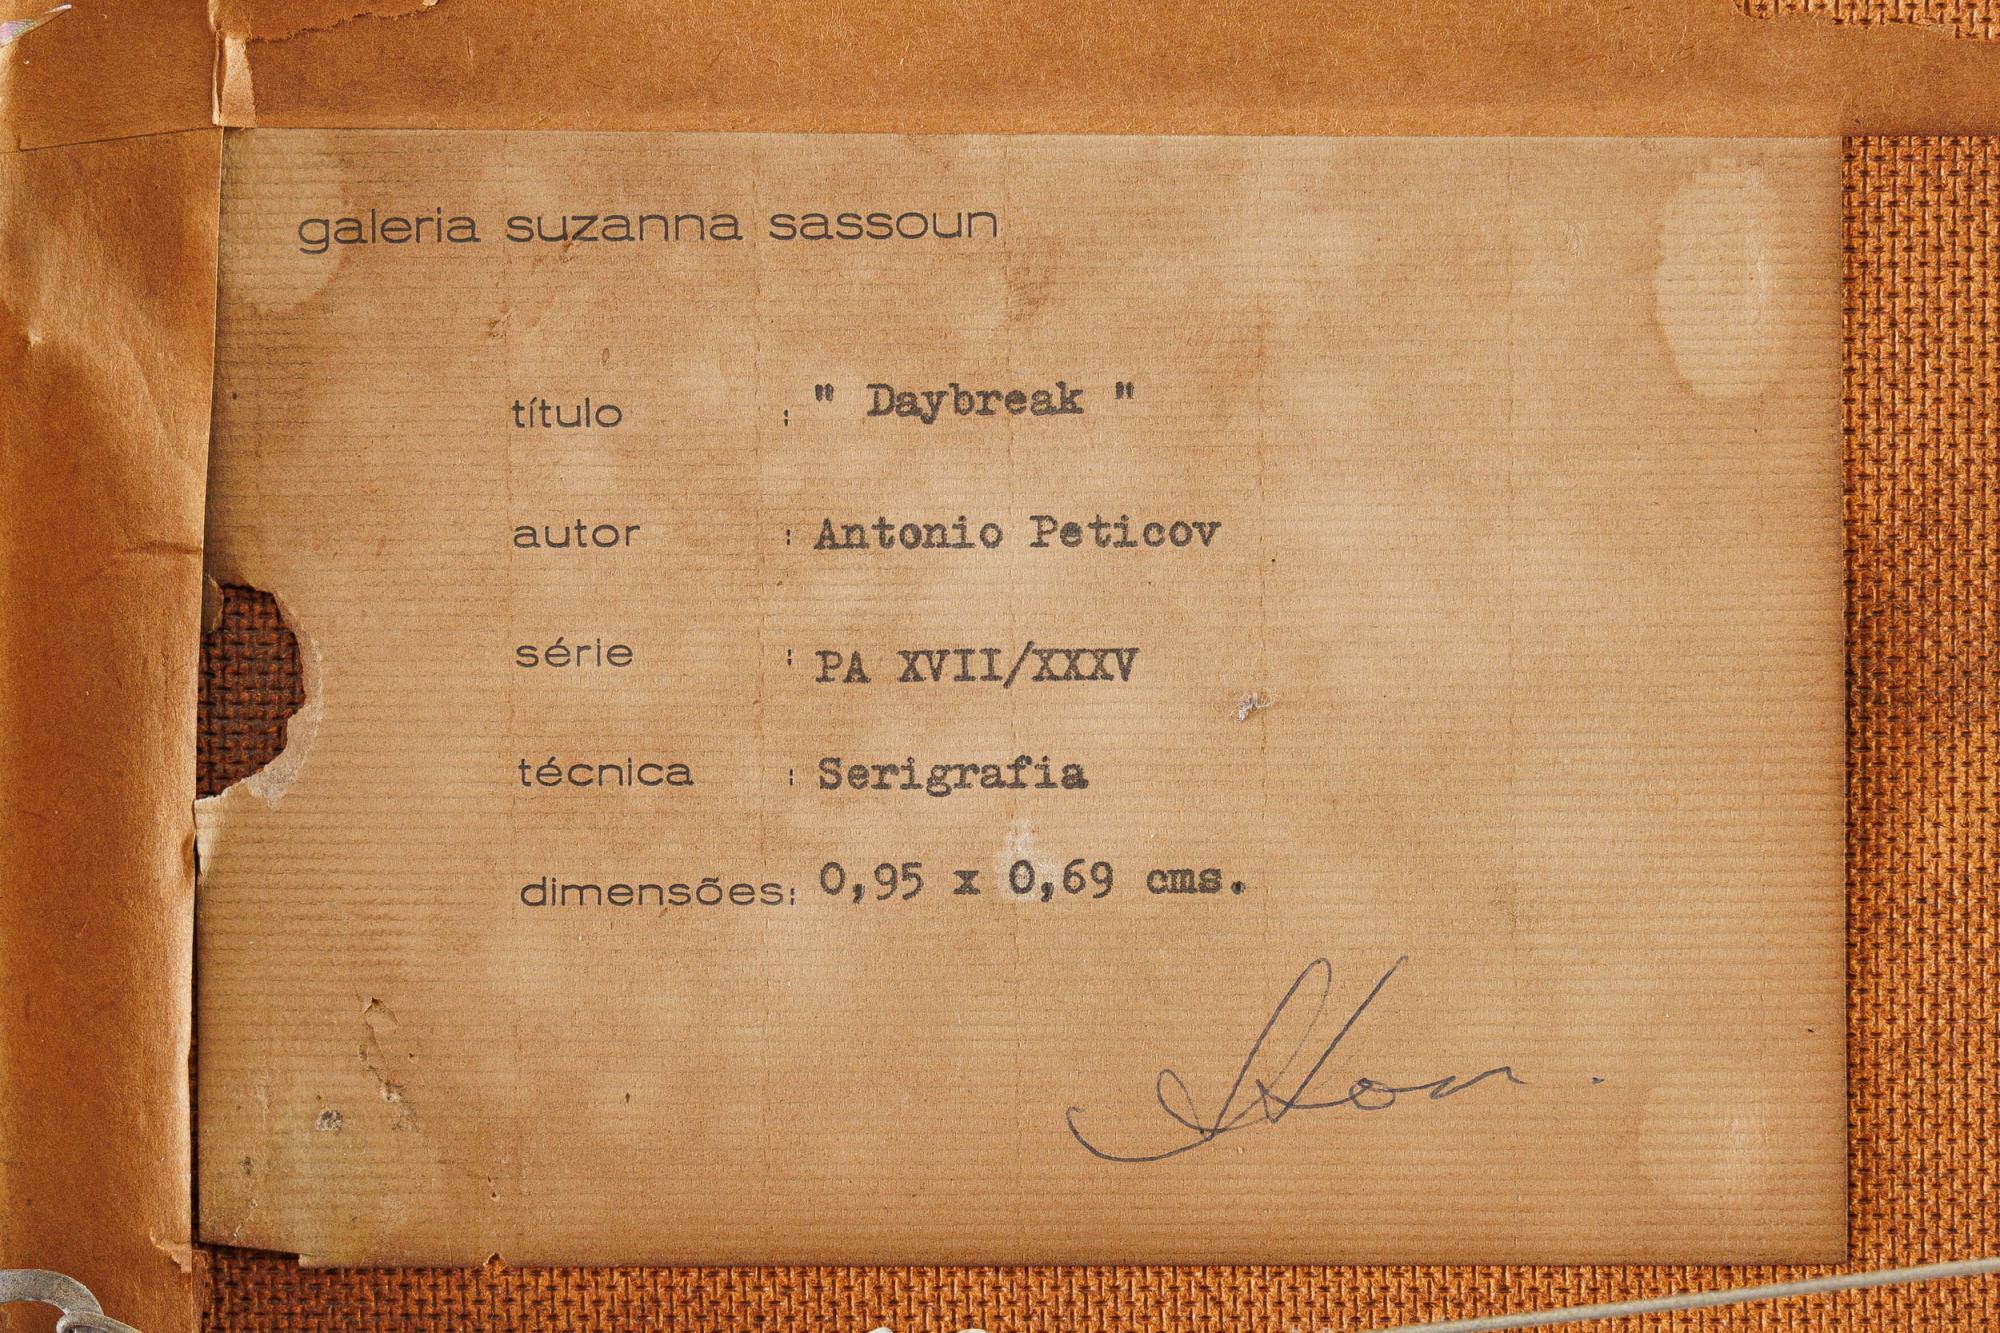 galeria suzanna sassoun
título : " Daybreak "
autor : Antonio Peticov
série : PA XVII/XXXV
técnica : Serigrafia
dimensões: 0,95 x 0,69 cms.